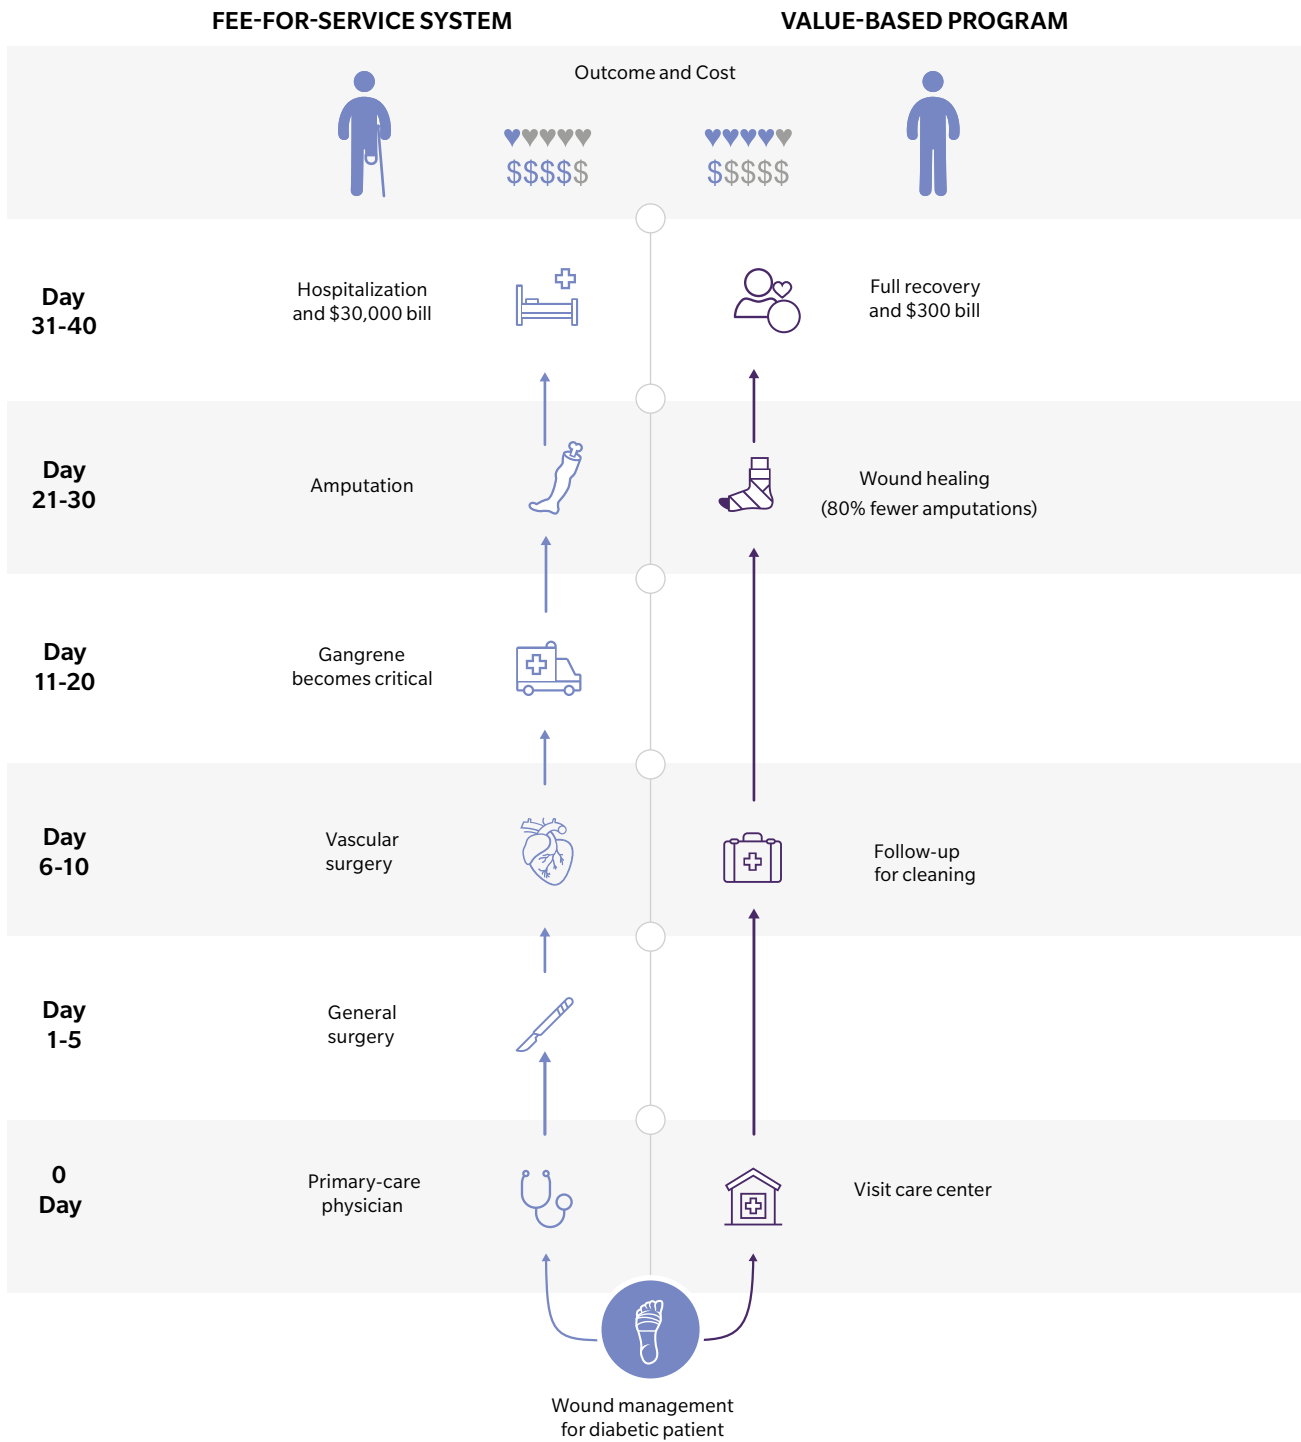 FEE-FOR-SERVICE SYSTEM
VALUE-BASED PROGRAM
Outcome and Cost
$$$$$
$$$$$
Day
31-40
Hospitalization
and $30,000 bill
Full recovery
and $300 bill
Day
21-30
Amputation
Wound healing
(80% fewer amputations)
Day
11-20
Gangrene
becomes critical
Day
6-10
Vascular
surgery
Follow-up
for cleaning
Day
1-5
General
surgery
0
Day
Primary-care
physician
Visit care center
Wound management
for diabetic patient